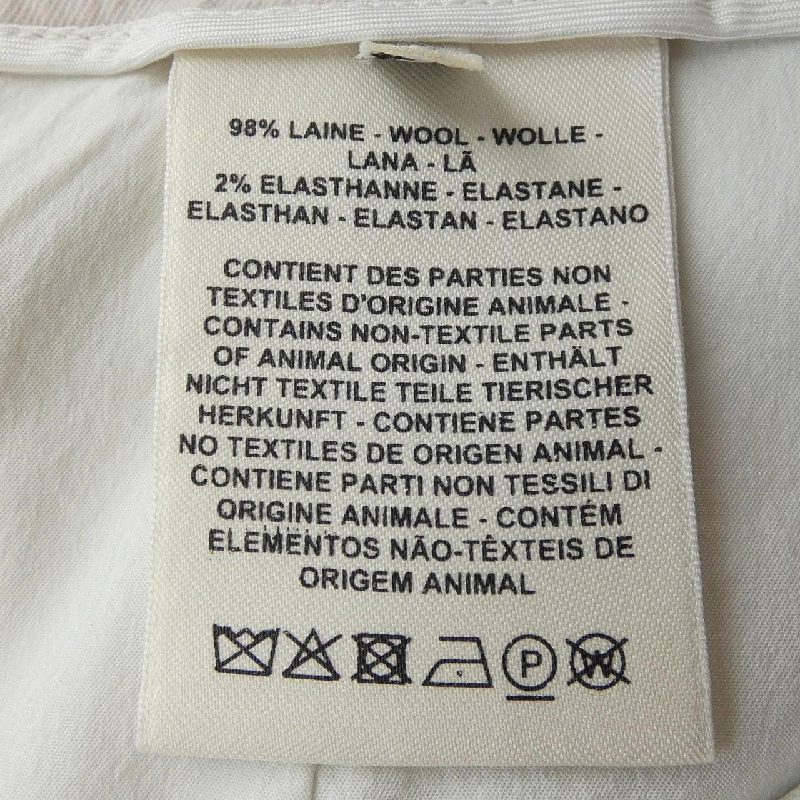 98% LAINE - WOOL - WOLLE -
LANA - LÃ
2% ELASTHANNE - ELASTANE -
ELASTHAN - ELASTAN - ELASTANO
CONTIENT DES PARTIES NON
TEXTILES D'ORIGINE ANIMALE -
CONTAINS NON-TEXTILE PARTS
OF ANIMAL ORIGIN - ENTHÄLT
NICHT TEXTILE TEILE TIERISCHER
HERKUNFT - CONTIENE PARTES
NO TEXTILES DE ORIGEN ANIMAL -
CONTIENE PARTI NON TESSILI DI
ORIGINE ANIMALE - CONTÉM
ELEMENTOS NÃO-TÊXTEIS DE
ORIGEM ANIMAL
P W